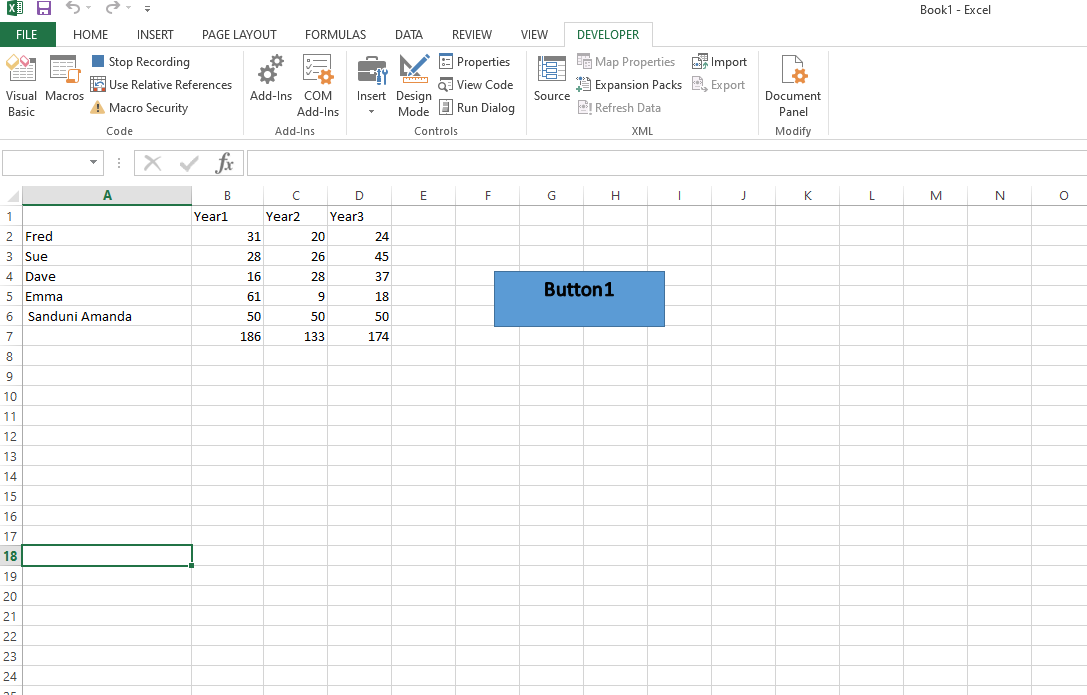 Book1 - Excel
FILE HOME INSERT PAGE LAYOUT FORMULAS DATA REVIEW VIEW DEVELOPER
Visual Basic
Macros
Stop Recording
Use Relative References
Macro Security
Code
Add-Ins
COM Add-Ins
Add-Ins
Insert
Design Mode
Properties
View Code
Run Dialog
Controls
Source
Map Properties
Expansion Packs
Refresh Data
Import
Export
XML
Document Panel
Modify
fx
A B C D E F G H I J K L M N O
1 Year1 Year2 Year3
2 Fred 31 20 24
3 Sue 28 26 45
4 Dave 16 28 37
5 Emma 61 9 18
6 Sanduni Amanda 50 50 50
7 186 133 174
Button1
8
9
10
11
12
13
14
15
16
17
18
19
20
21
22
23
24